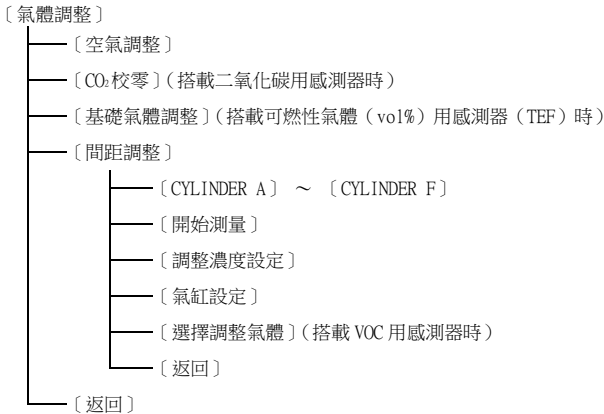 〔氣體調整〕
〔空氣調整〕
〔CO₂校零〕(搭載二氧化碳用感測器時)
〔基礎氣體調整〕(搭載可燃性氣體(vol%)用感測器(TEF)時)
〔間距調整〕
〔CYLINDER A〕 ～ 〔CYLINDER F〕
〔開始測量〕
〔調整濃度設定〕
〔氣缸設定〕
〔選擇調整氣體〕(搭載 VOC 用感測器時)
〔返回〕
〔返回〕